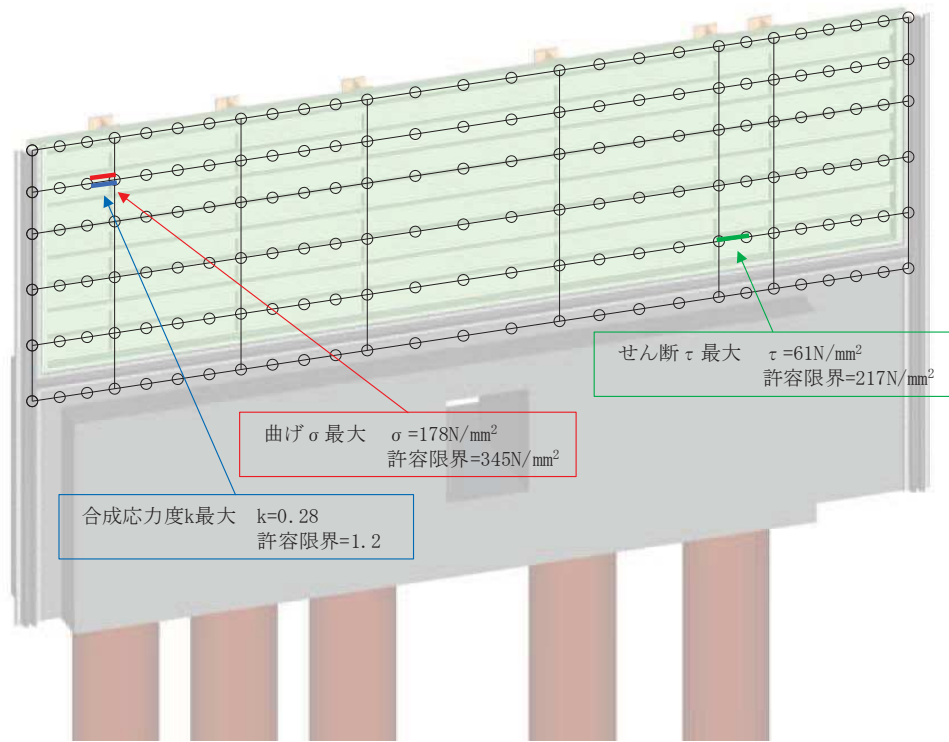 せん断τ最大 τ=61N/mm²
許容限界=217N/mm²
曲げσ最大 σ=178N/mm²
許容限界=345N/mm²
合成応力度k最大 k=0.28
許容限界=1.2